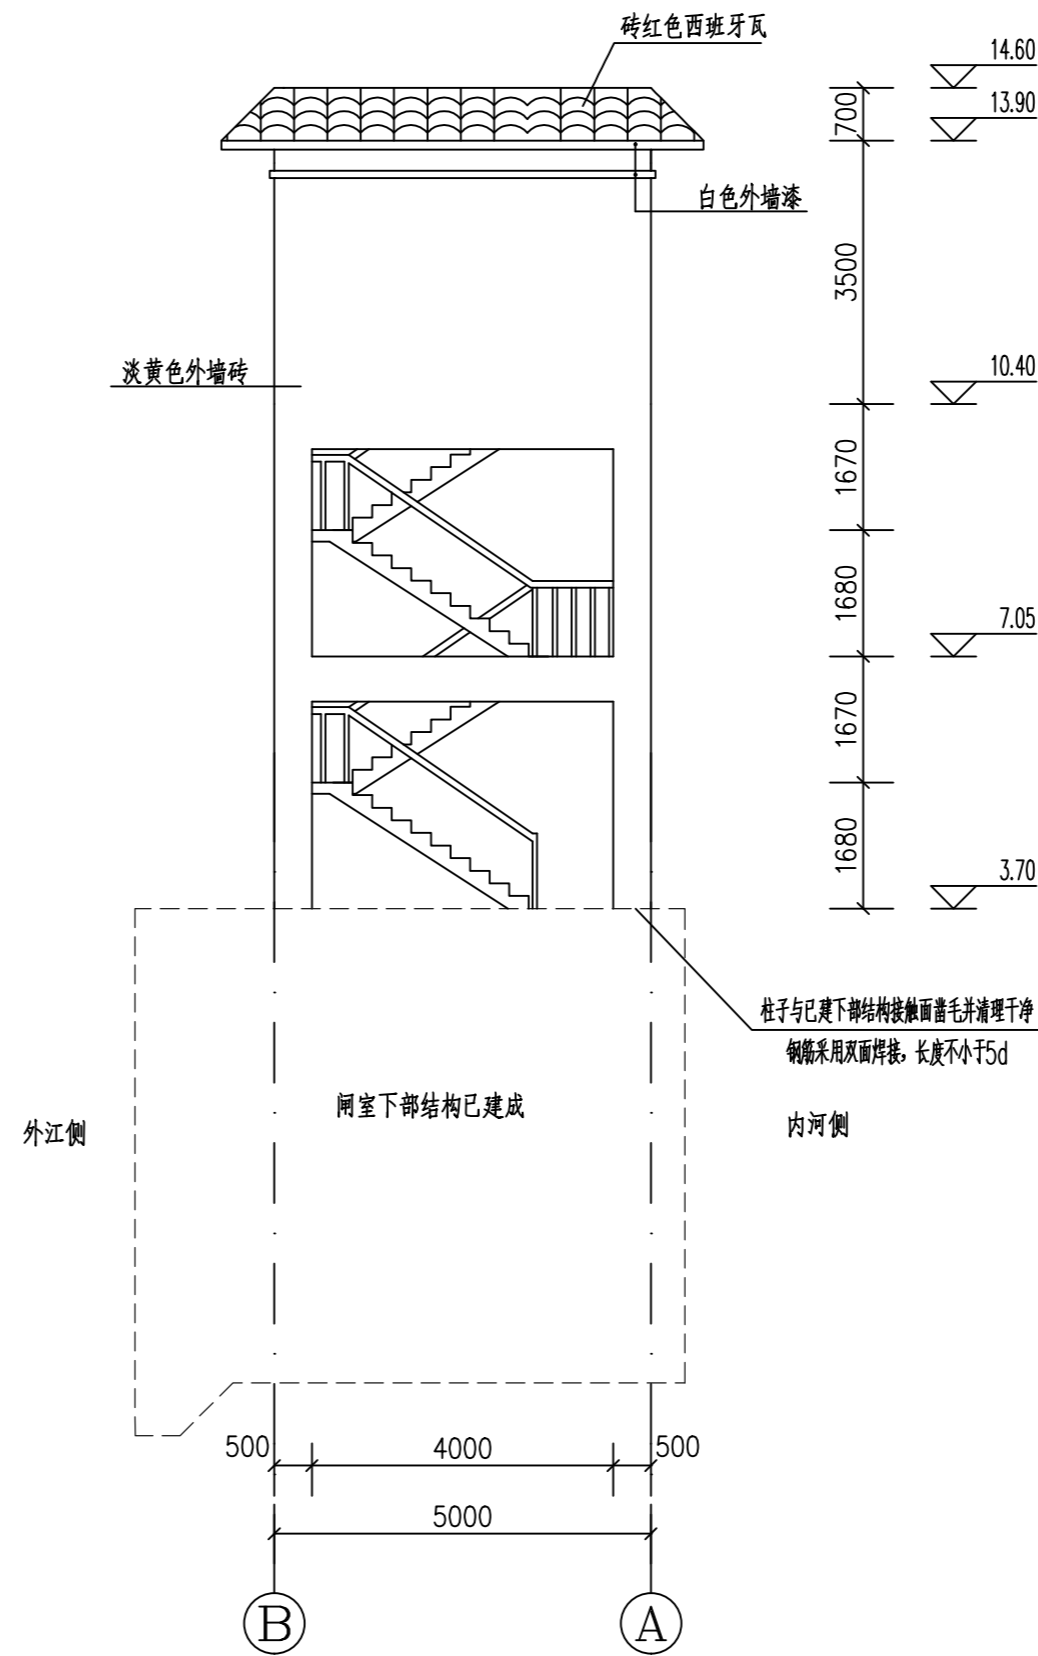 砖红色西班牙瓦
14.60
700
13.90
白色外墙漆
3500
淡黄色外墙砖
10.40
1670
1680
7.05
1670
1680
3.70
柱子与已建下部结构接触面凿毛并清理干净
钢筋采用双面焊接,长度不小于5d
闸室下部结构已建成
外江侧
内河侧
500
4000
500
5000
B
A